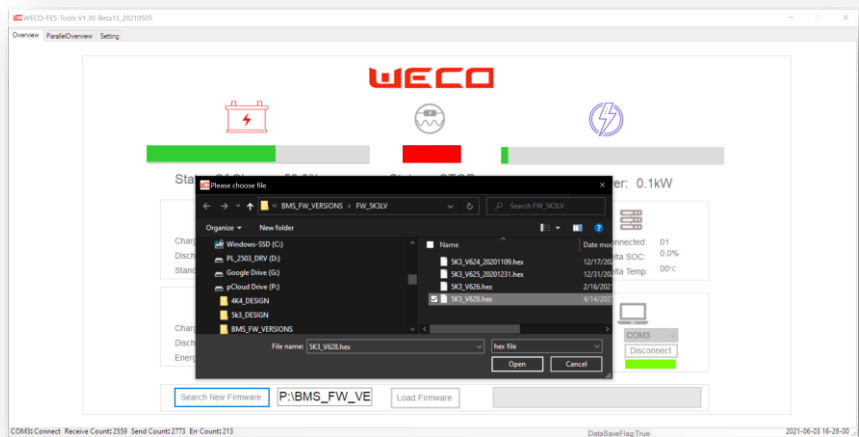 WECO-FES-Tools V1.30-Beta13_20210505
Overview ParallelOverview Setting
WECO
Please choose file
er: 0.1kW
BMS_FW_VERSIONS › FW_5K3LV
Search FW_5K3LV
Organize New folder
Windows-SSD (C:)
PL_2503_DRV (D:)
Google Drive (G:)
pCloud Drive (P:)
4K4_DESIGN
5k3_DESIGN
BMS_FW_VERSIONS
Name Date mo
5K3_V624_20201109.hex 12/17/20
5K3_V625_20201231.hex 12/31/20
5K3_V626.hex 2/16/202
5K3_V628.hex 4/14/202
File name: 5K3_V628.hex hex file
Open Cancel
Char
Disch
Stand
nnected: 01
ta SOC: 0.0%
ta Temp: 00℃
Char
Disch
Energ
COM3
Disconnect
Search New Firmware P:\BMS_FW_VE Load Firmware
COM3: Connect Receive Count: 2559 Send Count: 2773 Err Count: 213 DataSaveFlag:True 2021-06-03 16-28-00